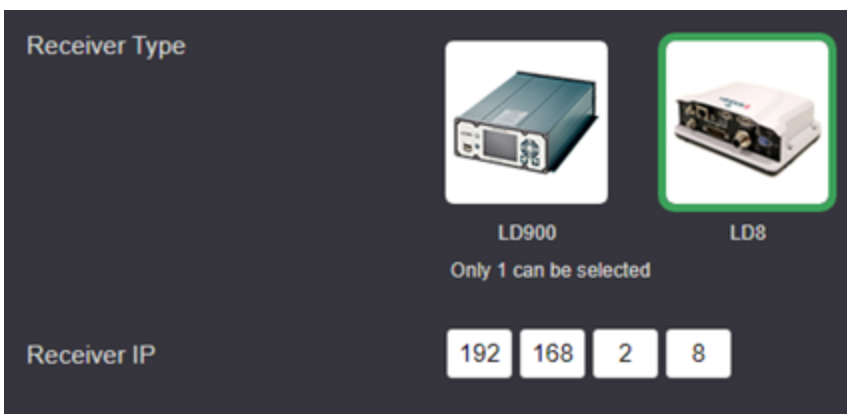 Receiver Type
LD900
LD8
Only 1 can be selected
Receiver IP
192 168 2 8